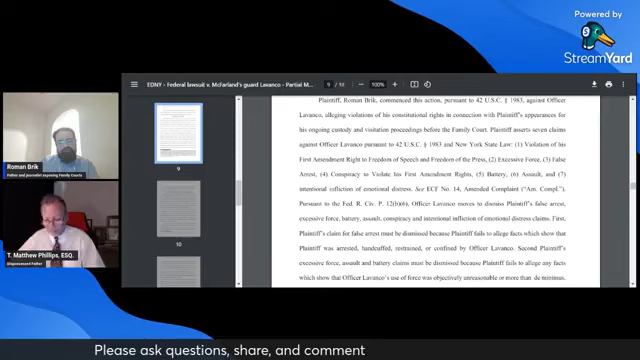 Powered by
StreamYard
EDNY - Federal lawsuit v. McFarland's guard Lavanco - Partial M...
9 / 18
100%
Plaintiff, Roman Brik, commenced this action, pursuant to 42 U.S.C. § 1983, against Officer
Lavanco, alleging violations of his constitutional rights in connection with Plaintiff's appearances for
his ongoing custody and visitation proceedings before the Family Court. Plaintiff asserts seven claims
against Officer Lavanco pursuant to 42 U.S.C. § 1983 and New York State Law: (1) Violation of his
First Amendment Right to Freedom of Speech and Freedom of the Press, (2) Excessive Force, (3) False
Arrest, (4) Conspiracy to Violate his First Amendment Rights (5) Battery, (6) Assault, and (7)
intentional infliction of emotional distress. See ECF No. 14, Amended Complaint ("Am. Compl.").
Pursuant to the Fed. R. Civ. P. 12(b)(6), Officer Lavanco moves to dismiss Plaintiff's false arrest,
excessive force, battery, assault, conspiracy and intentional infliction of emotional distress claims. First,
Plaintiff's claim for false arrest must be dismissed because Plaintiff fails to allege facts which show that
Plaintiff was arrested, handcuffed, restrained, or confined by Officer Lavanco. Second Plaintiff's
excessive force, assault and battery claims must be dismissed because Plaintiff fails to allege any facts
which show that Officer Lavanco's use of force was objectively unreasonable or more than de minimus.
9
10
Roman Brik
Father and journalist exposing Family Courts
T. Matthew Phillips, ESQ.
Please ask questions, share, and comment